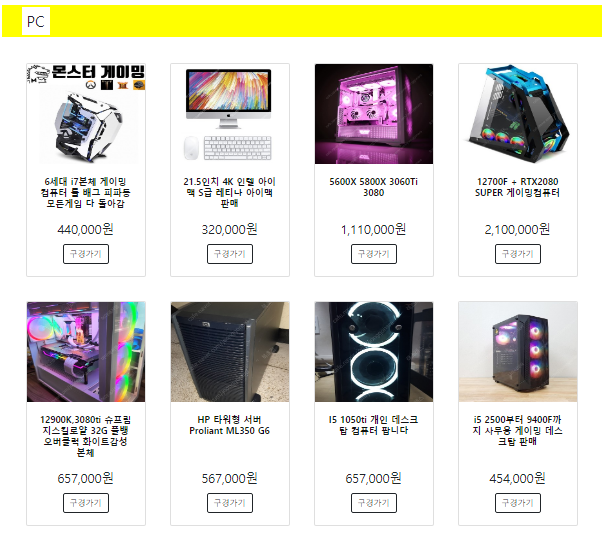 PC
몬스터 게이밍
6세대 i7본체 게이밍
컴퓨터 롤 배그 피파등
모든게임 다 돌아감
440,000원
구경가기
21.5인치 4K 인텔 아이
맥 S급 레티나 아이맥
판매
320,000원
구경가기
5600X 5800X 3060Ti
3080
1,110,000원
구경가기
12700F + RTX2080
SUPER 게이밍컴퓨터
2,100,000원
구경가기
12900K,3080ti 슈프림
지스킬로얄 32G 풀뱅
오버클럭 화이트감성
본체
657,000원
구경가기
HP 타워형 서버
Proliant ML350 G6
567,000원
구경가기
I5 1050ti 개인 데스크
탑 컴퓨터 팝니다
657,000원
구경가기
i5 2500부터 9400F까
지 사무용 게이밍 데스
크탑 판매
454,000원
구경가기